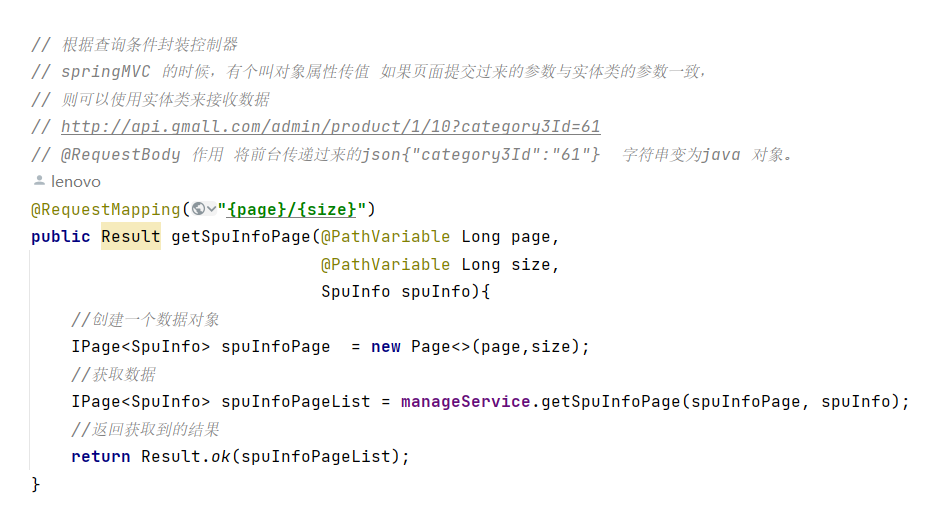 // 根据查询条件封装控制器
// springMVC 的时候，有个叫对象属性传值 如果页面提交过来的参数与实体类的参数一致，
// 则可以使用实体类来接收数据
// http://api.gmall.com/admin/product/1/10?category3Id=61
// @RequestBody 作用 将前台传递过来的json{"category3Id":"61"}  字符串变为java 对象。
lenovo
@RequestMapping("{page}/{size}")
public Result getSpuInfoPage(@PathVariable Long page,
@PathVariable Long size,
SpuInfo spuInfo){
//创建一个数据对象
IPage<SpuInfo> spuInfoPage  = new Page<>(page,size);
//获取数据
IPage<SpuInfo> spuInfoPageList = manageService.getSpuInfoPage(spuInfoPage, spuInfo);
//返回获取到的结果
return Result.ok(spuInfoPageList);
}